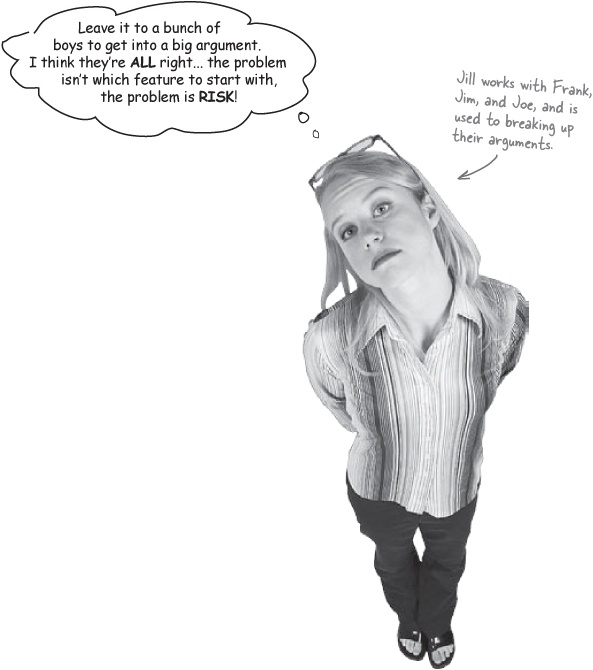 Leave it to a bunch of
boys to get into a big argument.
I think they're ALL right... the problem
isn't which feature to start with,
the problem is RISK!
Jill works with Frank,
Jim, and Joe, and is
used to breaking up
their arguments.